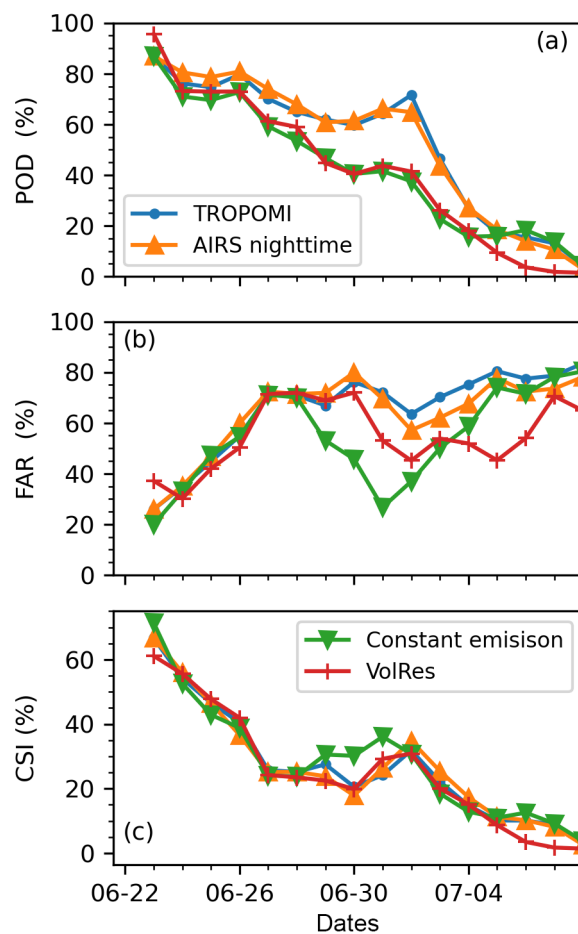 100
80
60
40
20
0
POD (%)
(a)
TROPOMI
AIRS nighttime
100
80
60
40
20
0
FAR (%)
(b)
60
40
20
0
CSI (%)
Constant emisison
VolRes
(c)
06-22 06-26 06-30 07-04
Dates